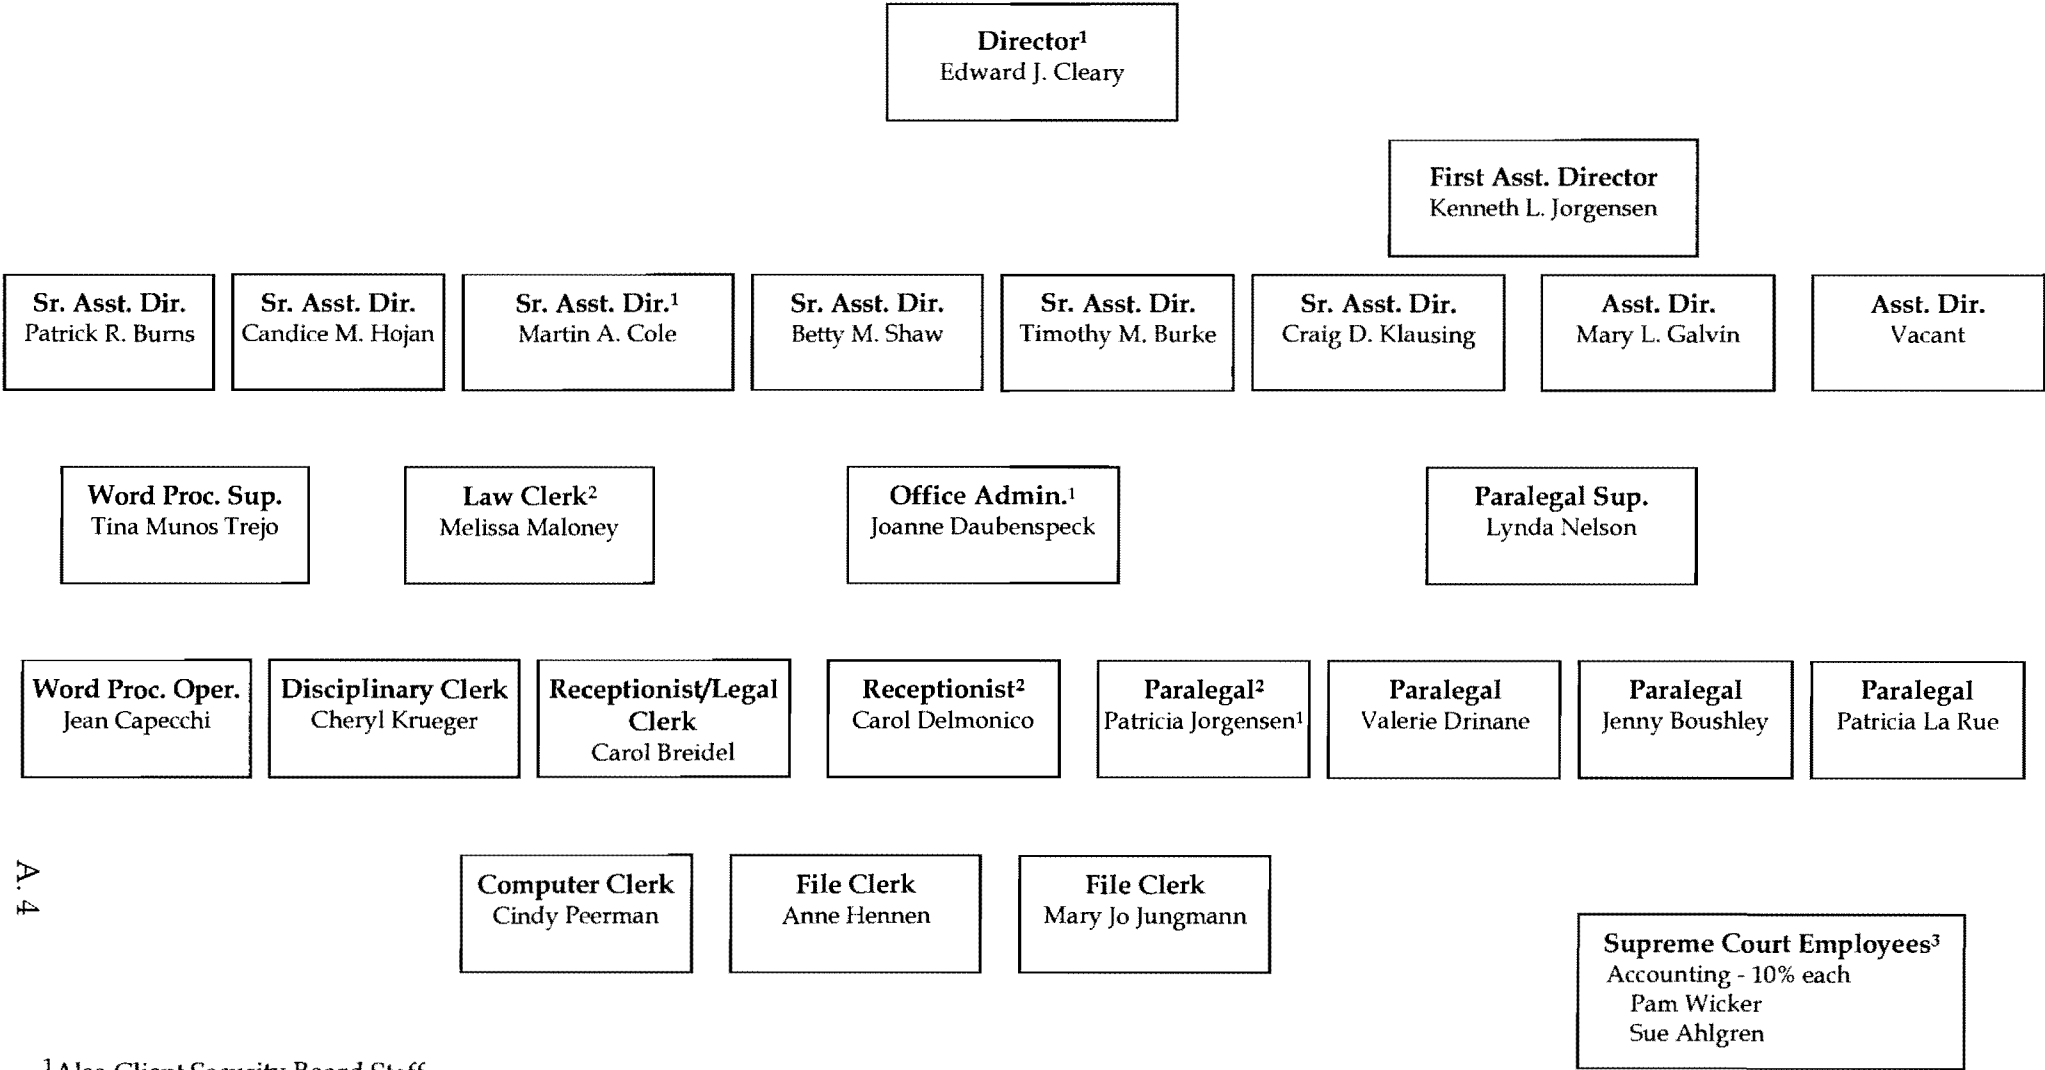 Director¹
Edward J. Cleary
First Asst. Director
Kenneth L. Jorgensen
Sr. Asst. Dir.
Patrick R. Burns
Sr. Asst. Dir.
Candice M. Hojan
Sr. Asst. Dir.¹
Martin A. Cole
Sr. Asst. Dir.
Betty M. Shaw
Sr. Asst. Dir.
Timothy M. Burke
Sr. Asst. Dir.
Craig D. Klausing
Asst. Dir.
Mary L. Galvin
Asst. Dir.
Vacant
Word Proc. Sup.
Tina Munos Trejo
Law Clerk²
Melissa Maloney
Office Admin.¹
Joanne Daubenspeck
Paralegal Sup.
Lynda Nelson
Word Proc. Oper.
Jean Capecchi
Disciplinary Clerk
Cheryl Krueger
Receptionist/Legal
Clerk
Carol Breidel
Receptionist²
Carol Delmonico
Paralegal²
Patricia Jorgensen¹
Paralegal
Valerie Drinane
Paralegal
Jenny Boushley
Paralegal
Patricia La Rue
A. 4
Computer Clerk
Cindy Peerman
File Clerk
Anne Hennen
File Clerk
Mary Jo Jungmann
Supreme Court Employees³
Accounting - 10% each
Pam Wicker
Sue Ahlgren
¹Also Client Security Board Staff